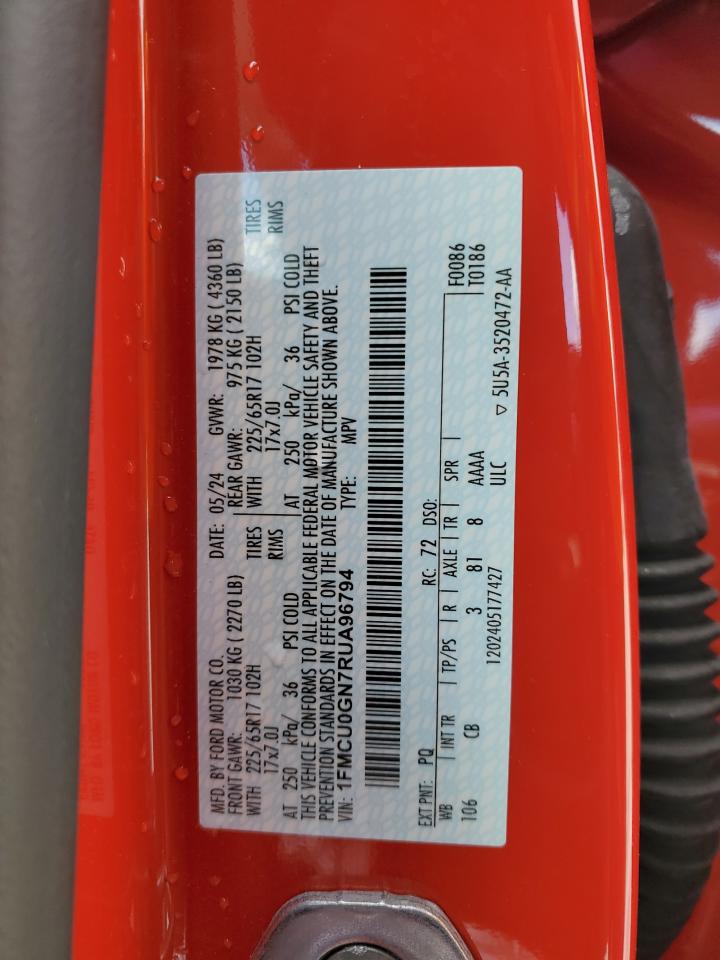 MFD. BY FORD MOTOR CO. DATE: 05/24 GVWR: 1978 KG ( 4360 LB)
FRONT GAWR: 1030 KG ( 2270 LB) REAR GAWR: 975 KG ( 2150 LB)
WITH 225/65R17 102H TIRES WITH 225/65R17 102H TIRES
17x7.0J RIMS 17x7.0J RIMS
AT 250 kPa/ 36 PSI COLD AT 250 kPa/ 36 PSI COLD
THIS VEHICLE CONFORMS TO ALL APPLICABLE FEDERAL MOTOR VEHICLE SAFETY AND THEFT
PREVENTION STANDARDS IN EFFECT ON THE DATE OF MANUFACTURE SHOWN ABOVE.
VIN: 1FMCU0GN7RUA96794 TYPE: MPV
EXT PNT: PQ RC: 72 DSO: F0086
WB INT TR TP/PS R AXLE TR SPR T0186
106 CB 3 81 8 AAAA
1202405177427 ULC ▽ 5U5A-3520472-AA